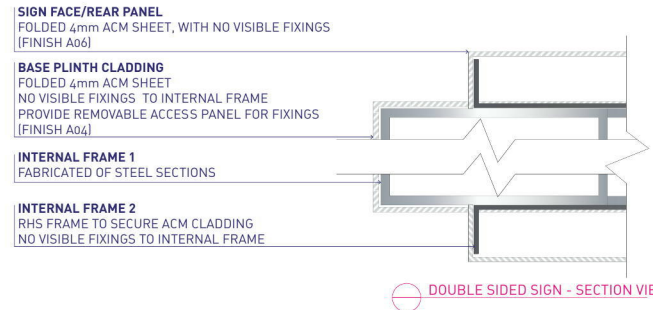 SIGN FACE/REAR PANEL
FOLDED 4mm ACM SHEET, WITH NO VISIBLE FIXINGS
(FINISH A06)
BASE PLINTH CLADDING
FOLDED 4mm ACM SHEET
NO VISIBLE FIXINGS TO INTERNAL FRAME
PROVIDE REMOVABLE ACCESS PANEL FOR FIXINGS
(FINISH A04)
INTERNAL FRAME 1
FABRICATED OF STEEL SECTIONS
INTERNAL FRAME 2
RHS FRAME TO SECURE ACM CLADDING
NO VISIBLE FIXINGS TO INTERNAL FRAME
DOUBLE SIDED SIGN - SECTION VIE